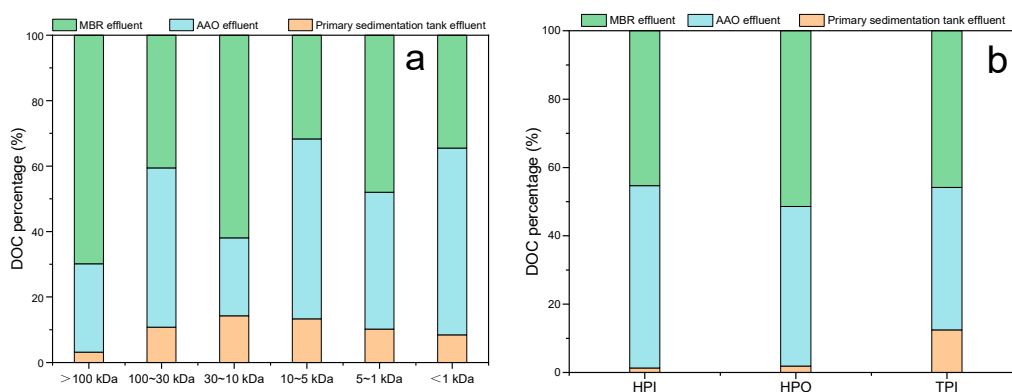 MBR effluent AAO effluent Primary sedimentation tank effluent
a
DOC percentage (%)
100
80
60
40
20
0
>100 kDa 100~30 kDa 30~10 kDa 10~5 kDa 5~1 kDa <1 kDa
MBR effluent AAO effluent Primary sedimentation tank effluent
b
DOC percentage (%)
100
80
60
40
20
0
HPI HPO TPI